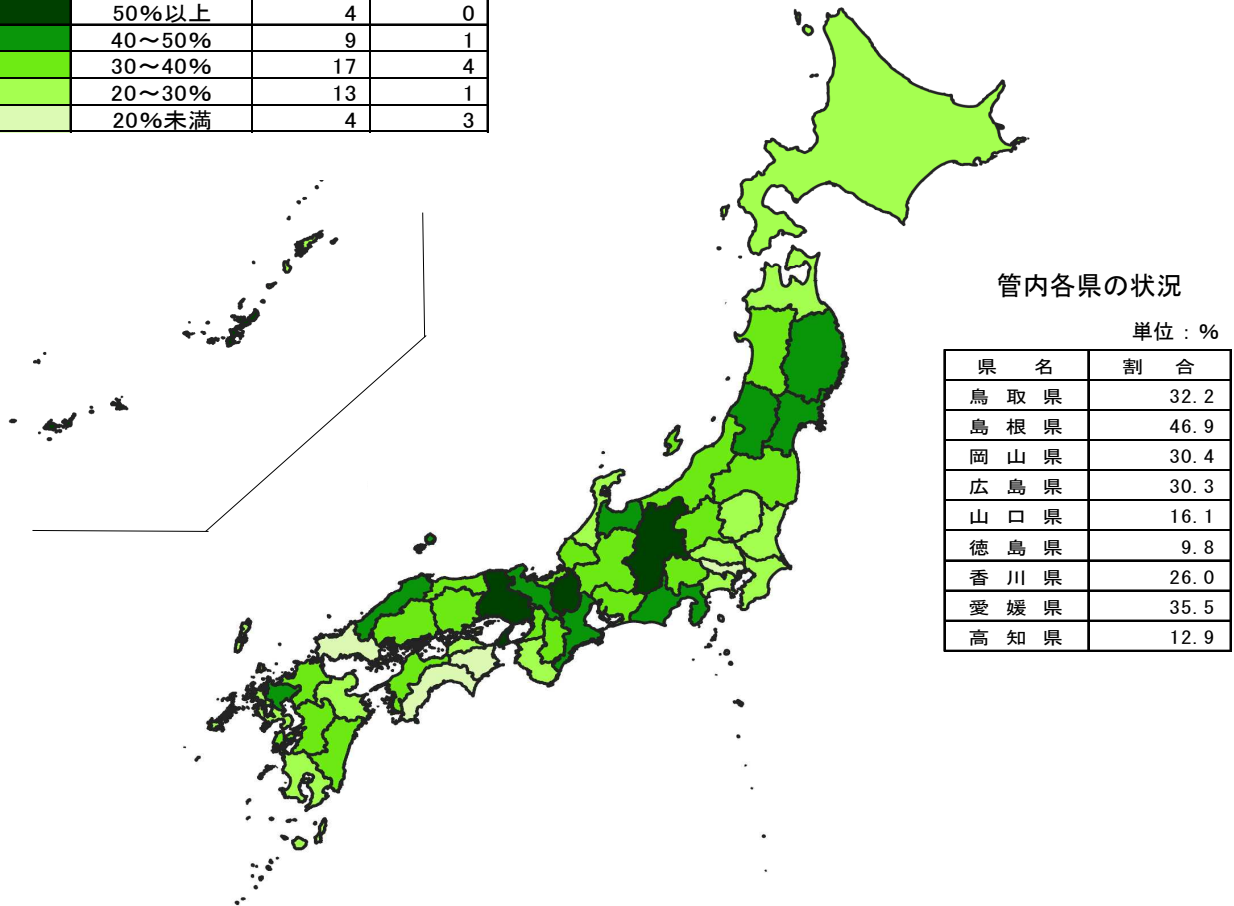 50%以上 4 0
40～50% 9 1
30～40% 17 4
20～30% 13 1
20%未満 4 3
管内各県の状況
単位：%
県 名 割 合
鳥 取 県 32.2
島 根 県 46.9
岡 山 県 30.4
広 島 県 30.3
山 口 県 16.1
徳 島 県 9.8
香 川 県 26.0
愛 媛 県 35.5
高 知 県 12.9